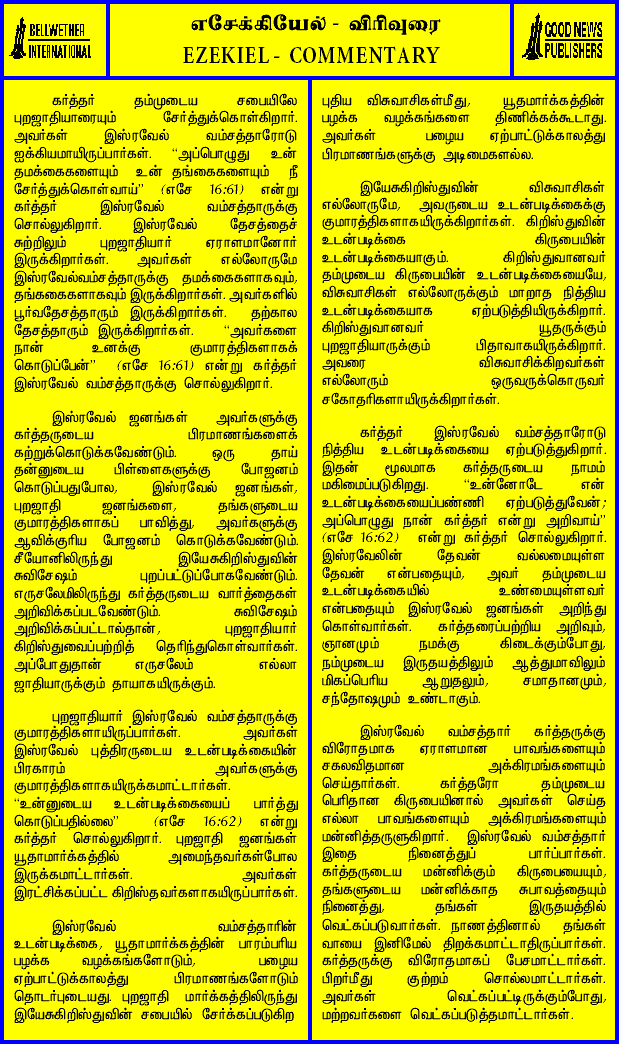 BELLWETHER
INTERNATIONAL
எசேக்கியேல் - விரிவுரை
EZEKIEL - COMMENTARY
GOOD NEWS
PUBLISHERS
கர்த்தர் தம்முடைய சபையிலே
புறஜாதியாரையும் சேர்த்துக்கொள்கிறார்.
அவர்கள் இஸ்ரவேல் வம்சத்தாரோடு
ஐக்கியமாயிருப்பார்கள். “அப்பொழுது உன்
தமக்கைகளையும் உன் தங்கைகளையும் நீ
சேர்த்துக்கொள்வாய்” (எசே 16:61) என்று
கர்த்தர் இஸ்ரவேல் வம்சத்தாருக்கு
சொல்லுகிறார். இஸ்ரவேல் தேசத்தைச்
சுற்றிலும் புறஜாதியார் ஏராளமானோர்
இருக்கிறார்கள். அவர்கள் எல்லோருமே
இஸ்ரவேல்வம்சத்தாருக்கு தமக்கைகளாகவும்,
தங்கைகளாகவும் இருக்கிறார்கள். அவர்களில்
பூர்வதேசத்தாரும் இருக்கிறார்கள். தற்கால
தேசத்தாரும் இருக்கிறார்கள். “அவர்களை
நான் உனக்கு குமாரத்திகளாகக்
கொடுப்பேன்” (எசே 16:61) என்று கர்த்தர்
இஸ்ரவேல் வம்சத்தாருக்கு சொல்லுகிறார்.
இஸ்ரவேல் ஜனங்கள் அவர்களுக்கு
கர்த்தருடைய பிரமாணங்களைக்
கற்றுக்கொடுக்கவேண்டும். ஒரு தாய்
தன்னுடைய பிள்ளைகளுக்கு போஜனம்
கொடுப்பதுபோல, இஸ்ரவேல் ஜனங்கள்,
புறஜாதி ஜனங்களை, தங்களுடைய
குமாரத்திகளாகப் பாவித்து, அவர்களுக்கு
ஆவிக்குரிய போஜனம் கொடுக்கவேண்டும்.
சீயோனிலிருந்து இயேசுகிறிஸ்துவின்
சுவிசேஷம் புறப்பட்டுப்போகவேண்டும்.
எருசலேமிலிருந்து கர்த்தருடைய வார்த்தைகள்
அறிவிக்கப்படவேண்டும். சுவிசேஷம்
அறிவிக்கப்பட்டால்தான், புறஜாதியார்
கிறிஸ்துவைப்பற்றித் தெரிந்துகொள்வார்கள்.
அப்போதுதான் எருசலேம் எல்லா
ஜாதியாருக்கும் தாயாகயிருக்கும்.
புறஜாதியார் இஸ்ரவேல் வம்சத்தாருக்கு
குமாரத்திகளாயிருப்பார்கள். அவர்கள்
இஸ்ரவேல் புத்திரருடைய உடன்படிக்கையின்
பிரகாரம் அவர்களுக்கு
குமாரத்திகளாகயிருக்கமாட்டார்கள்.
“உன்னுடைய உடன்படிக்கையைப் பார்த்து
கொடுப்பதில்லை” (எசே 16:62) என்று
கர்த்தர் சொல்லுகிறார். புறஜாதி ஜனங்கள்
யூதாமார்க்கத்தில் அமைந்தவர்கள்போல
இருக்கமாட்டார்கள். அவர்கள்
இரட்சிக்கப்பட்ட கிறிஸ்தவர்களாகயிருப்பார்கள்.
இஸ்ரவேல் வம்சத்தாரின்
உடன்படிக்கை, யூதாமார்க்கத்தின் பாரம்பரிய
பழக்க வழக்கங்களோடும், பழைய
ஏற்பாட்டுக்காலத்து பிரமாணங்களோடும்
தொடர்புடையது. புறஜாதி மார்க்கத்திலிருந்து
இயேசுகிறிஸ்துவின் சபையில் சேர்க்கப்படுகிற
புதிய விசுவாசிகள்மீது, யூதமார்க்கத்தின்
பழக்க வழக்கங்களை திணிக்கக்கூடாது.
அவர்கள் பழைய ஏற்பாட்டுக்காலத்து
பிரமாணங்களுக்கு அடிமைகளல்ல.
இயேசுகிறிஸ்துவின் விசுவாசிகள்
எல்லோருமே, அவருடைய உடன்படிக்கைக்கு
குமாரத்திகளாகயிருக்கிறார்கள். கிறிஸ்துவின்
உடன்படிக்கை கிருபையின்
உடன்படிக்கையாகும். கிறிஸ்துவானவர்
தம்முடைய கிருபையின் உடன்படிக்கையையே,
விசுவாசிகள் எல்லோருக்கும் மாறாத நித்திய
உடன்படிக்கையாக ஏற்படுத்தியிருக்கிறார்.
கிறிஸ்துவானவர் யூதருக்கும்
புறஜாதியாருக்கும் பிதாவாகயிருக்கிறார்.
அவரை விசுவாசிக்கிறவர்கள்
எல்லோரும் ஒருவருக்கொருவர்
சகோதரிகளாயிருக்கிறார்கள்.
கர்த்தர் இஸ்ரவேல் வம்சத்தாரோடு
நித்திய உடன்படிக்கையை ஏற்படுத்துகிறார்.
இதன் மூலமாக கர்த்தருடைய நாமம்
மகிமைப்படுகிறது. “உன்னோடே என்
உடன்படிக்கையைப்பண்ணி ஏற்படுத்துவேன்;
அப்பொழுது நான் கர்த்தர் என்று அறிவாய்”
(எசே 16:62) என்று கர்த்தர் சொல்லுகிறார்.
இஸ்ரவேலின் தேவன் வல்லமையுள்ள
தேவன் என்பதையும், அவர் தம்முடைய
உடன்படிக்கையில் உண்மையுள்ளவர்
என்பதையும் இஸ்ரவேல் ஜனங்கள் அறிந்து
கொள்வார்கள். கர்த்தரைப்பற்றிய அறிவும்,
ஞானமும் நமக்கு கிடைக்கும்போது,
நம்முடைய இருதயத்திலும் ஆத்துமாவிலும்
மிகப்பெரிய ஆறுதலும், சமாதானமும்,
சந்தோஷமும் உண்டாகும்.
இஸ்ரவேல் வம்சத்தார் கர்த்தருக்கு
விரோதமாக ஏராளமான பாவங்களையும்
சகலவிதமான அக்கிரமங்களையும்
செய்தார்கள். கர்த்தரோ தம்முடைய
பெரிதான கிருபையினால் அவர்கள் செய்த
எல்லா பாவங்களையும் அக்கிரமங்களையும்
மன்னித்தருளுகிறார். இஸ்ரவேல் வம்சத்தார்
இதை நினைத்துப் பார்ப்பார்கள்.
கர்த்தருடைய மன்னிக்கும் கிருபையையும்,
தங்களுடைய மன்னிக்காத சுபாவத்தையும்
நினைத்து, தங்கள் இருதயத்தில்
வெட்கப்படுவார்கள். நாணத்தினால் தங்கள்
வாயை இனிமேல் திறக்கமாட்டாதிருப்பார்கள்.
கர்த்தருக்கு விரோதமாகப் பேசமாட்டார்கள்.
பிறர்மீது குற்றம் சொல்லமாட்டார்கள்.
அவர்கள் வெட்கப்பட்டிருக்கும்போது,
மற்றவர்களை வெட்கப்படுத்தமாட்டார்கள்.